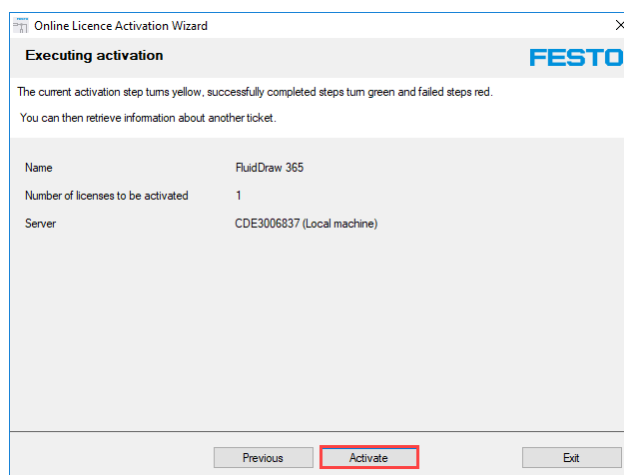 Online Licence Activation Wizard
Executing activation
FESTO
The current activation step turns yellow, successfully completed steps turn green and failed steps red.
You can then retrieve information about another ticket.
Name FluidDraw 365
Number of licenses to be activated 1
Server CDE3006837 (Local machine)
Previous Activate Exit